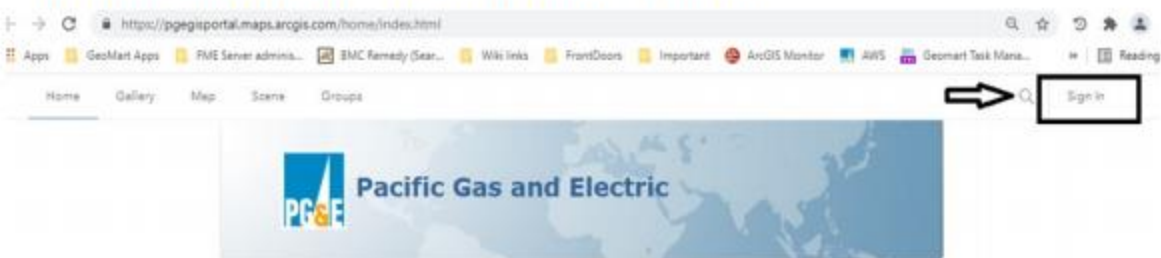 https://pgegisportal.maps.arcgis.com/home/index.html
Apps GeoMart Apps FME Server adminis... BMC Remedy (Sear... Wiki links FrontDoors Important ArcGIS Monitor AWS Geomart Task Mana... » Reading
Home Gallery Map Scene Groups Sign In
PG&E Pacific Gas and Electric